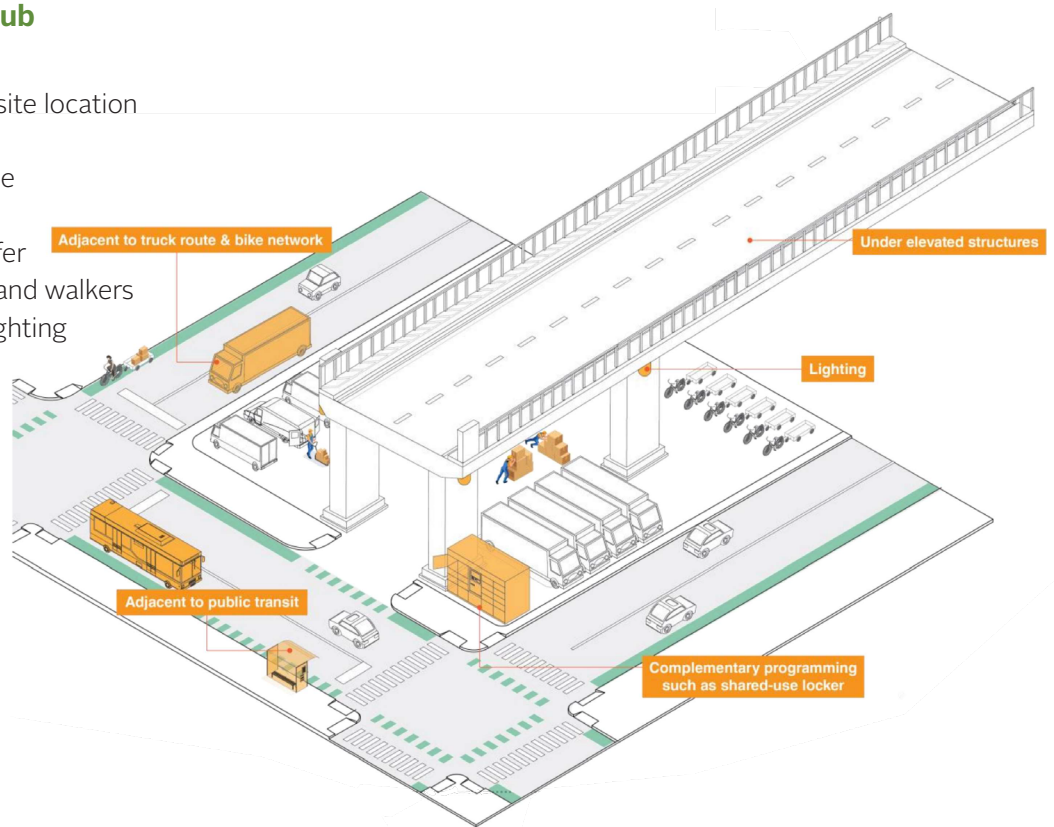 ub
site location
e
fer
and walkers
ghting
Adjacent to truck route & bike network
Under elevated structures
Lighting
Adjacent to public transit
Complementary programming
such as shared-use locker